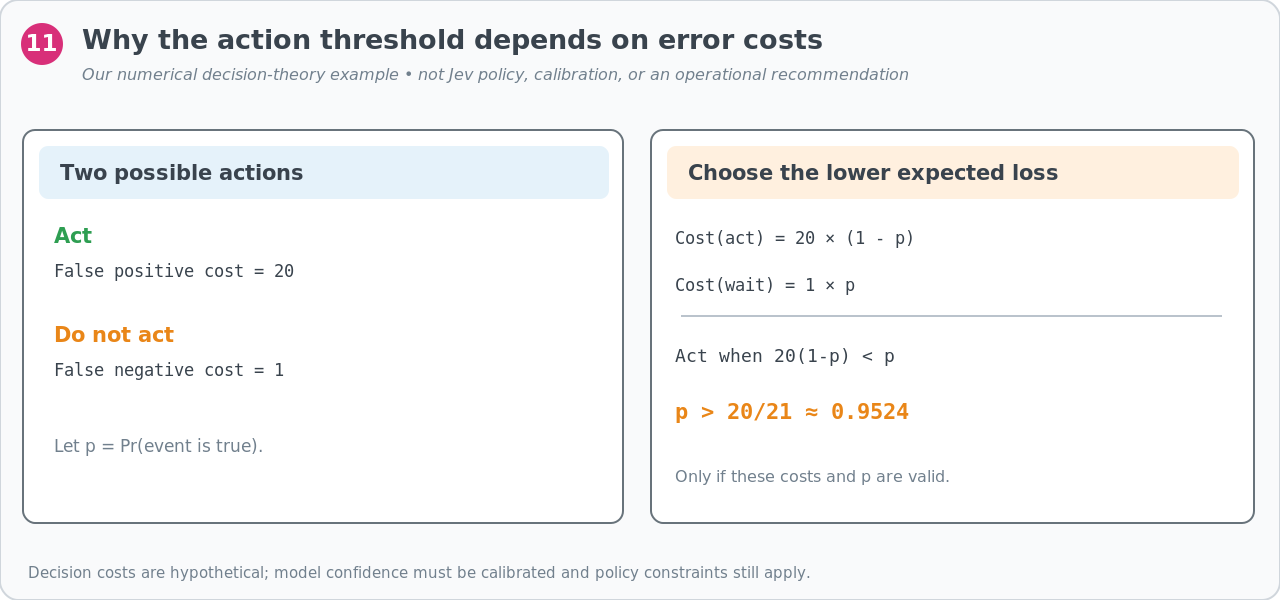 11
Why the action threshold depends on error costs
Our numerical decision-theory example • not Jev policy, calibration, or an operational recommendation
Two possible actions
Act
False positive cost = 20
Do not act
False negative cost = 1
Let p = Pr(event is true).
Choose the lower expected loss
Cost(act) = 20 × (1 - p)
Cost(wait) = 1 × p
Act when 20(1-p) < p
p > 20/21 ≈ 0.9524
Only if these costs and p are valid.
Decision costs are hypothetical; model confidence must be calibrated and policy constraints still apply.